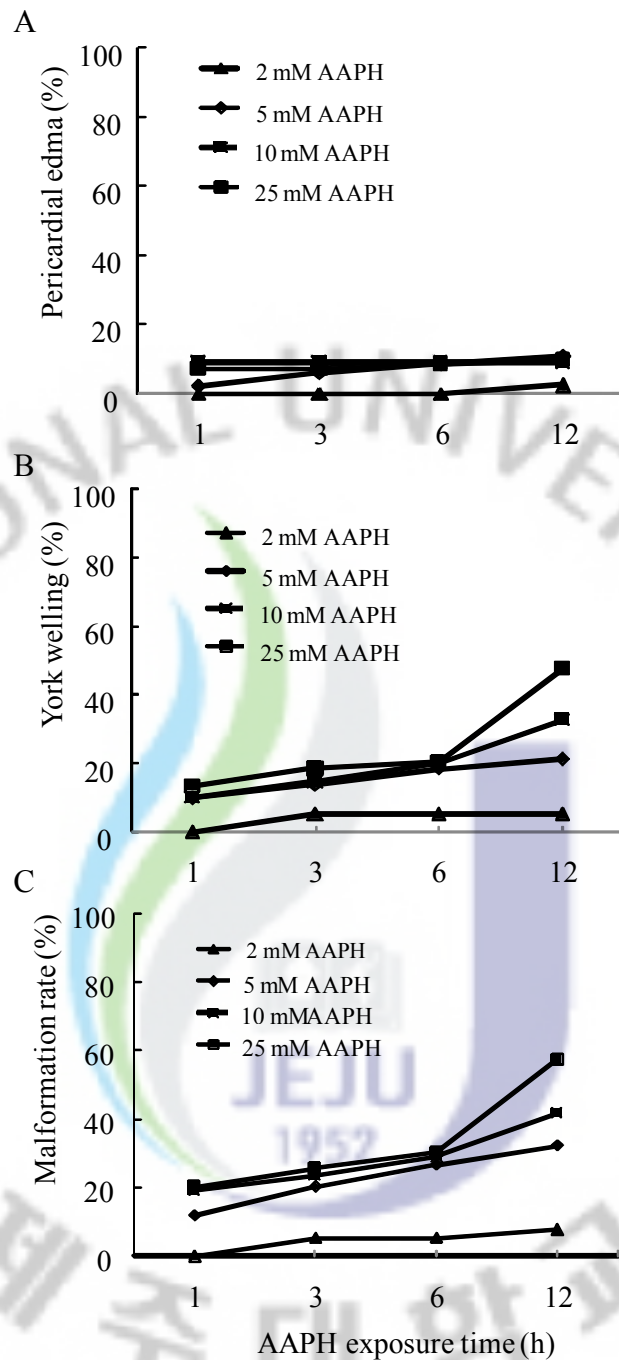 A
Pericardial edma (%)
100
80
60
40
20
0
2 mM AAPH
5 mM AAPH
10 mM AAPH
25 mM AAPH
1 3 6 12
B
York welling (%)
100
80
60
40
20
0
2 mM AAPH
5 mM AAPH
10 mM AAPH
25 mM AAPH
1 3 6 12
C
Malformation rate (%)
100
80
60
40
20
0
2 mM AAPH
5 mM AAPH
10 mMAAPH
25 mM AAPH
1 3 6 12
AAPH exposure time (h)
JEJU
1952